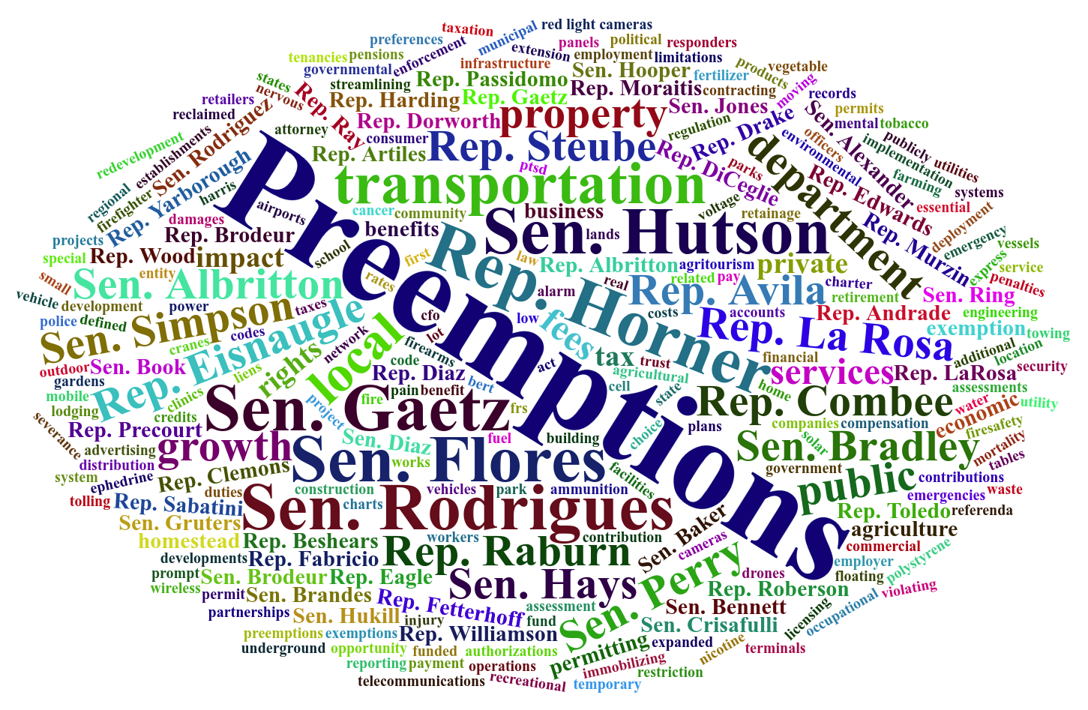 taxation
municipal
red light cameras
preferences
enforcement
extension
panels
political
responders
tenancies
pensions
infrastructure
employment
limitations
products
vegetable
governmental
states
nervous
streamlining
Rep. Passidomo
Sen. Hooper
fertilizer
contracting
moving
records
retailers
reclaimed
Rep. Ray
Rep. Harding
Rep. Gaetz
Rep. Moraitis
Sen. Jones
Sen. Alexander
permits
mental
tobacco
establishments
Sen. Rodriguez
attorney
consumer
Rep. Dorworth
property
regulation
Rep. Drake
officers
environmental
implementation
publicly
utilities
redevelopment
regional
firefighter
Rep. Yarborough
harris
Rep. Artiles
Rep. Steube
ptsd
Rep. DiCeglie
parks
department
Rep. Edwards
farming
systems
essential
deployment
airports
cancer
community
transportation
voltage
retainage
Rep. Murzin
emergency
express
vessels
service
penalties
projects
damages
Rep. Brodeur
school
benefits
business
lands
Sen. Hutson
special
Rep. Wood
impact
entity
rates
first
law
Rep. Albritton
agritourism
private
related
pay
charter
small
vehicle
development
Sen. Albritton
power
taxes
Preemptions
Rep. Horner
alarm
real
Rep. Avila
costs
accounts
retirement
Sen. Ring
engineering
police
defined
Sen. Simpson
codes
network
cfo
lot
low
fees
Rep. Andrade
exemption
towing
outdoor
Sen. Book
cranes
Rep. Eisnaugle
liens
rights
local
firearms
code
act
tax
trust
Rep. La Rosa
financial
additional
location
security
gardens
mobile
lodging
clinics
credits
Rep. Diaz
pain
benefit
bert
agricultural
cell
state
home
services
Rep. LaRosa
assessments
utility
severance
Rep. Precourt
project
fire
Sen. Gaetz
frs
choice
plans
Rep. Combee
companies
compensation
solar
economic
water
firesafety
advertising
growth
Sen. Diaz
fuel
building
Sen. Bradley
government
mortality
tables
system
distribution
ephedrine
Rep. Clemons
works
Sen. Flores
facilities
public
contributions
emergencies
waste
tolling
Rep. Sabatini
duties
construction
charts
vehicles
park
ammunition
Rep. Toledo
referenda
Sen. Gruters
Sen. Rodrigues
contribution
Sen. Baker
agriculture
homestead
Rep. Beshears
workers
cameras
commercial
developments
Rep. Fabricio
Rep. Raburn
employer
polystyrene
prompt
wireless
Sen. Brodeur
Rep. Eagle
Sen. Hays
Sen. Perry
drones
floating
violating
permit
Sen. Brandes
Rep. Fetterhoff
assessment
Rep. Roberson
licensing
occupational
partnerships
Sen. Hukill
injury
fund
Sen. Bennett
preemptions
exemptions
Rep. Williamson
Sen. Crisafulli
underground
opportunity
funded
authorizations
permitting
expanded
nicotine
terminals
reporting
payment
operations
immobilizing
restriction
telecommunications
recreational
temporary